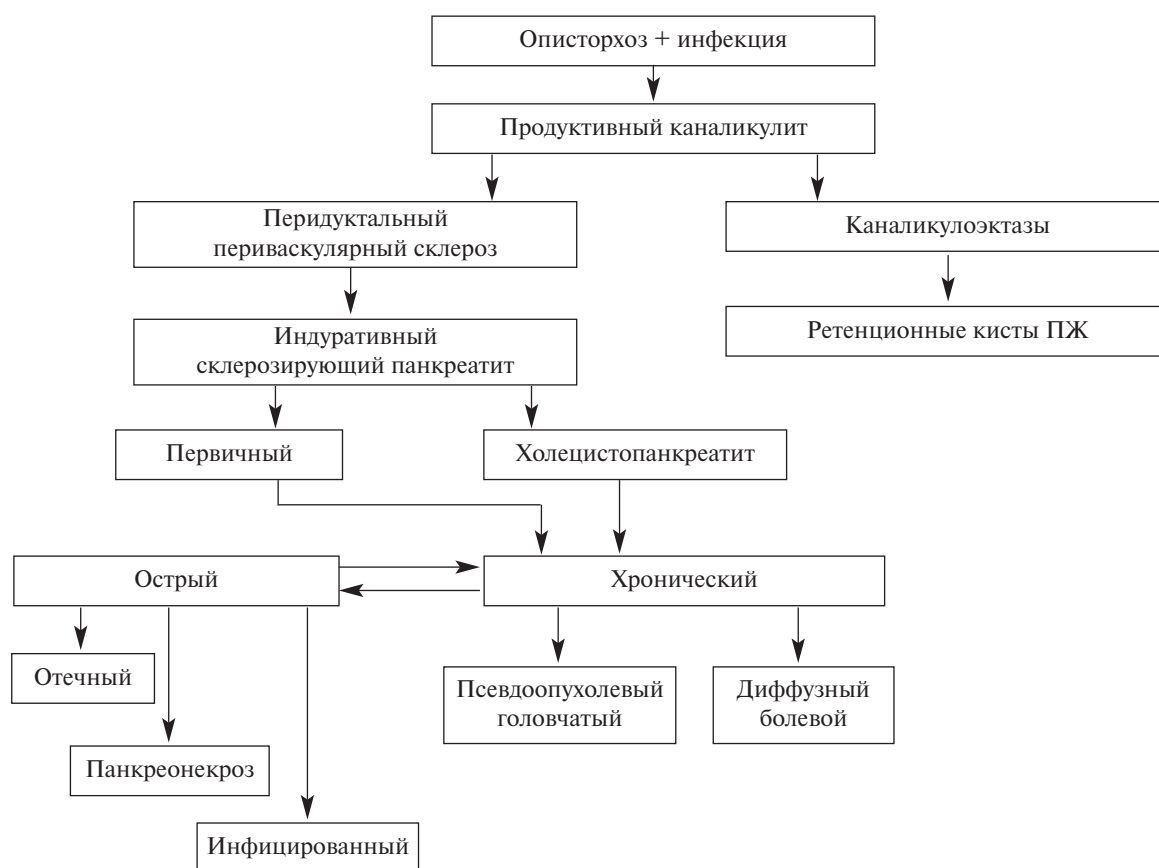 Описторхоз + инфекция
Продуктивный каналикулит
Перидуктальный
периваскулярный склероз
Каналикулоэктазы
Индуративный
склерозирующий панкреатит
Ретенционные кисты ПЖ
Первичный
Холецистопанкреатит
Острый
Хронический
Отечный
Псевдоопухолевый
головчатый
Диффузный
болевой
Панкреонекроз
Инфицированный